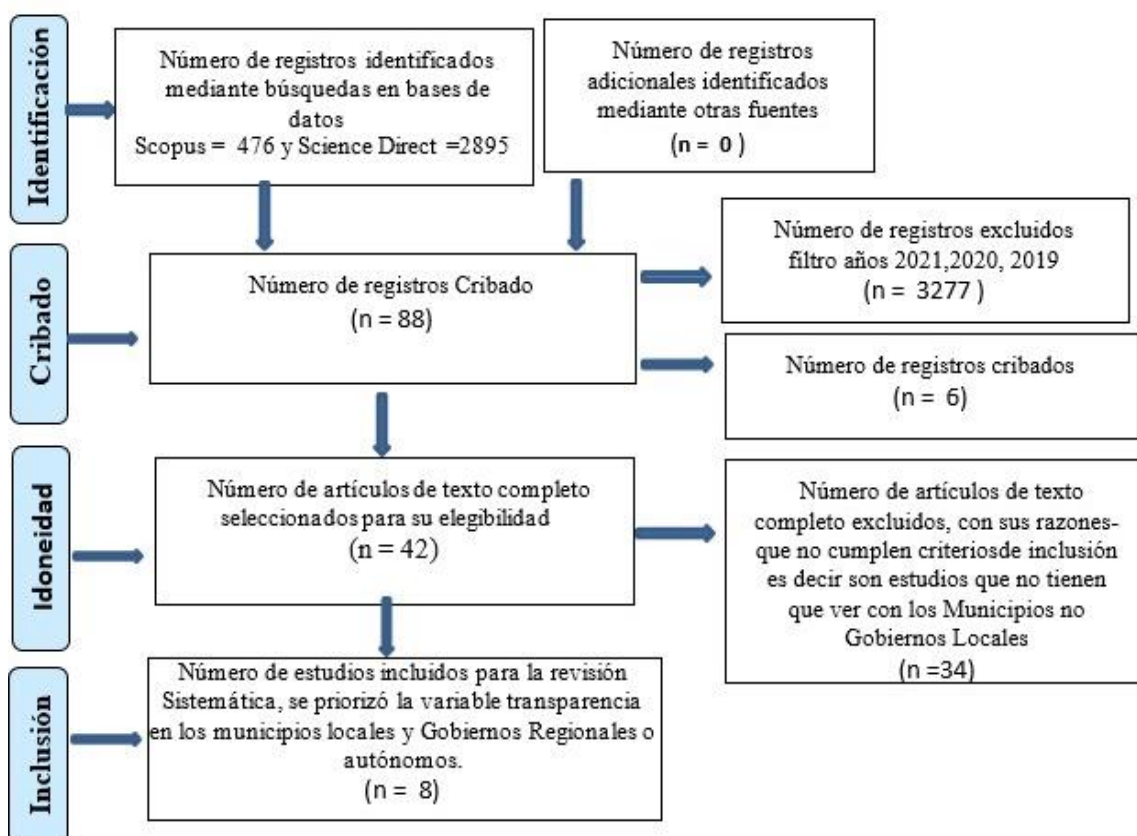 Identificación
Número de registros identificados
mediante búsquedas en bases de
datos
Scopus = 476 y Science Direct =2895
Número de registros
adicionales identificados
mediante otras fuentes
(n = 0 )
Cribado
Número de registros Cribado
(n = 88)
Número de registros excluidos
filtro años 2021,2020, 2019
(n = 3277 )
Número de registros cribados
(n = 6)
Idoneidad
Número de artículos de texto completo
seleccionados para su elegibilidad
(n = 42)
Número de artículos de texto
completo excluidos, con sus razones-
que no cumplen criteriosde inclusión
es decir son estudios que no tienen
que ver con los Municipios no
Gobiernos Locales
(n =34)
Inclusión
Número de estudios incluidos para la revisión
Sistemática, se priorizó la variable transparencia
en los municipios locales y Gobiernos Regionales o
autónomos.
(n = 8)